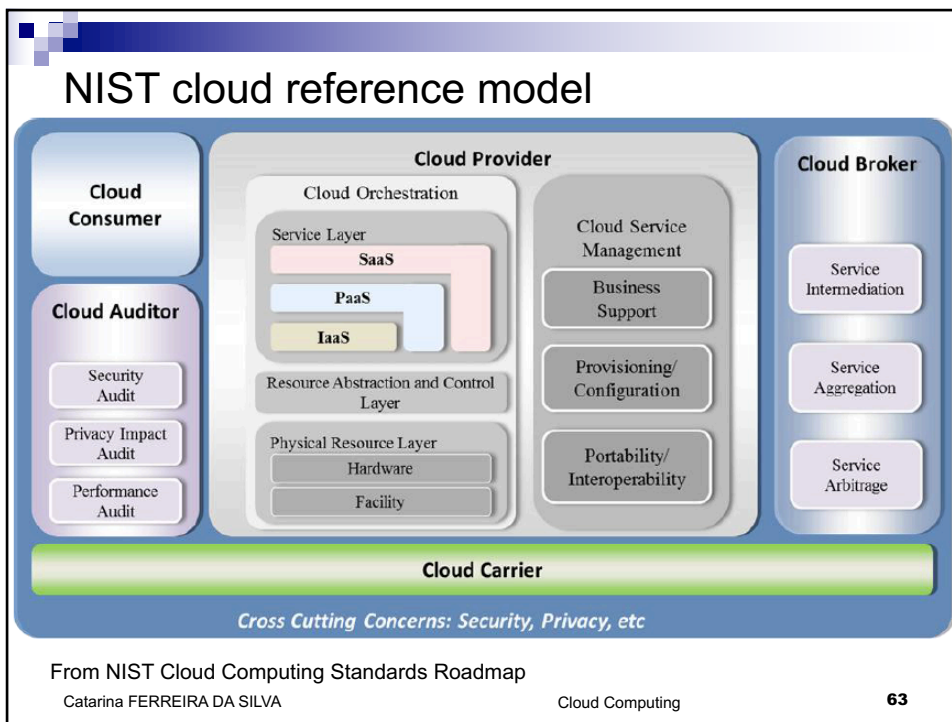 NIST cloud reference model
Cloud
Consumer
Cloud Auditor
Security
Audit
Privacy Impact
Audit
Performance
Audit
Cloud Provider
Cloud Orchestration
Service Layer
SaaS
PaaS
IaaS
Resource Abstraction and Control
Layer
Physical Resource Layer
Hardware
Facility
Cloud Service
Management
Business
Support
Provisioning/
Configuration
Portability/
Interoperability
Cloud Broker
Service
Intermediation
Service
Aggregation
Service
Arbitrage
Cloud Carrier
Cross Cutting Concerns: Security, Privacy, etc
From NIST Cloud Computing Standards Roadmap
Catarina FERREIRA DA SILVA
Cloud Computing
63